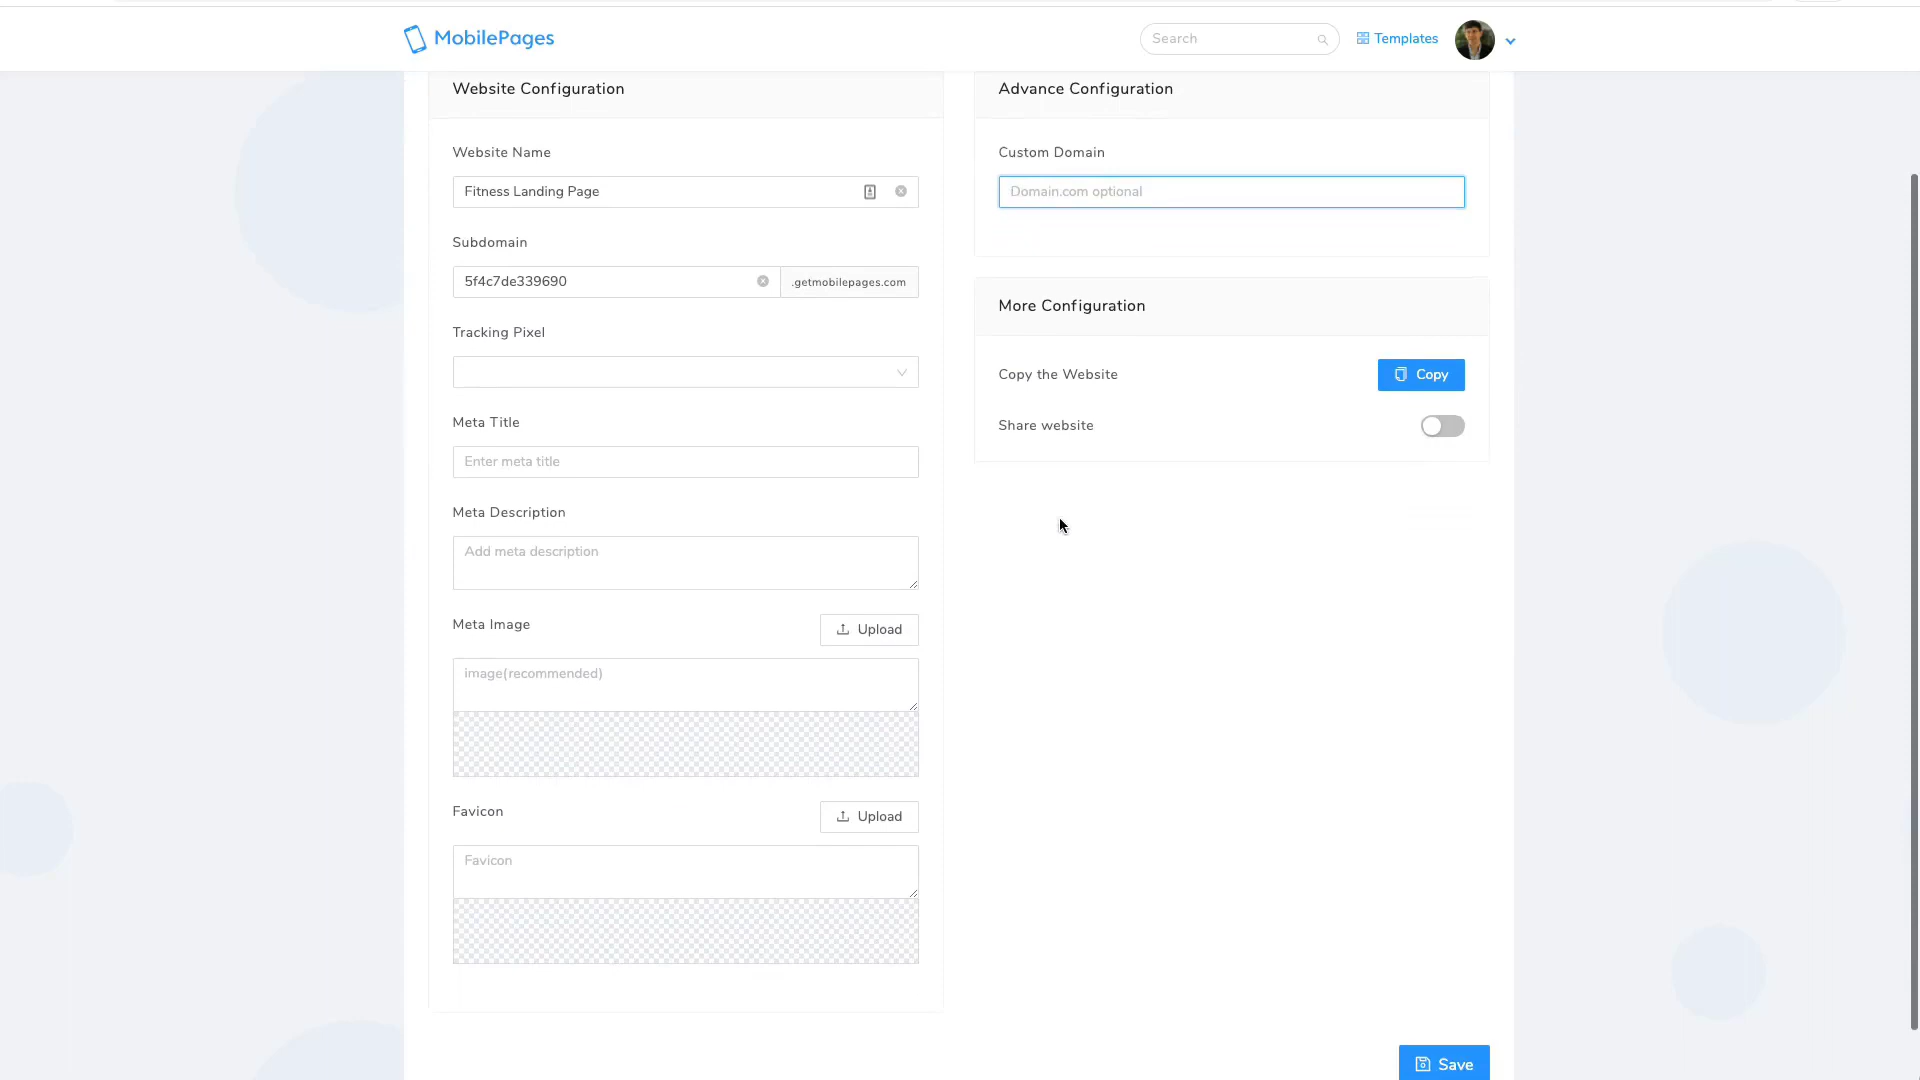 MobilePages
Search
Templates
Website Configuration
Website Name
Fitness Landing Page
Subdomain
5f4c7de339690
.getmobilepages.com
Tracking Pixel
Meta Title
Enter meta title
Meta Description
Add meta description
Meta Image
Upload
image(recommended)
Favicon
Upload
Favicon
Advance Configuration
Custom Domain
Domain.com optional
More Configuration
Copy the Website
Copy
Share website
Save